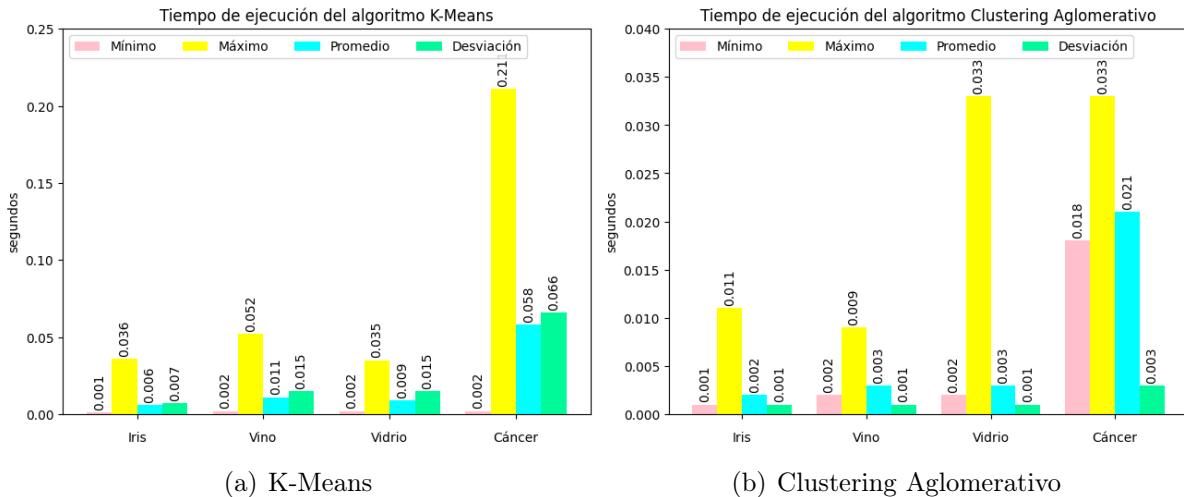 Tiempo de ejecución del algoritmo K-Means
Mínimo Máximo Promedio Desviación
segundos
0.25
0.20
0.15
0.10
0.05
0.00
0.001 0.036 0.006 0.007
0.002 0.052 0.011 0.015
0.002 0.035 0.009 0.015
0.002 0.211 0.058 0.066
Iris Vino Vidrio Cáncer
(a) K-Means
Tiempo de ejecución del algoritmo Clustering Aglomerativo
Mínimo Máximo Promedio Desviación
segundos
0.040
0.035
0.030
0.025
0.020
0.015
0.010
0.005
0.000
0.001 0.011 0.002 0.001
0.002 0.009 0.003 0.001
0.002 0.033 0.003 0.001
0.018 0.033 0.021 0.003
Iris Vino Vidrio Cáncer
(b) Clustering Aglomerativo